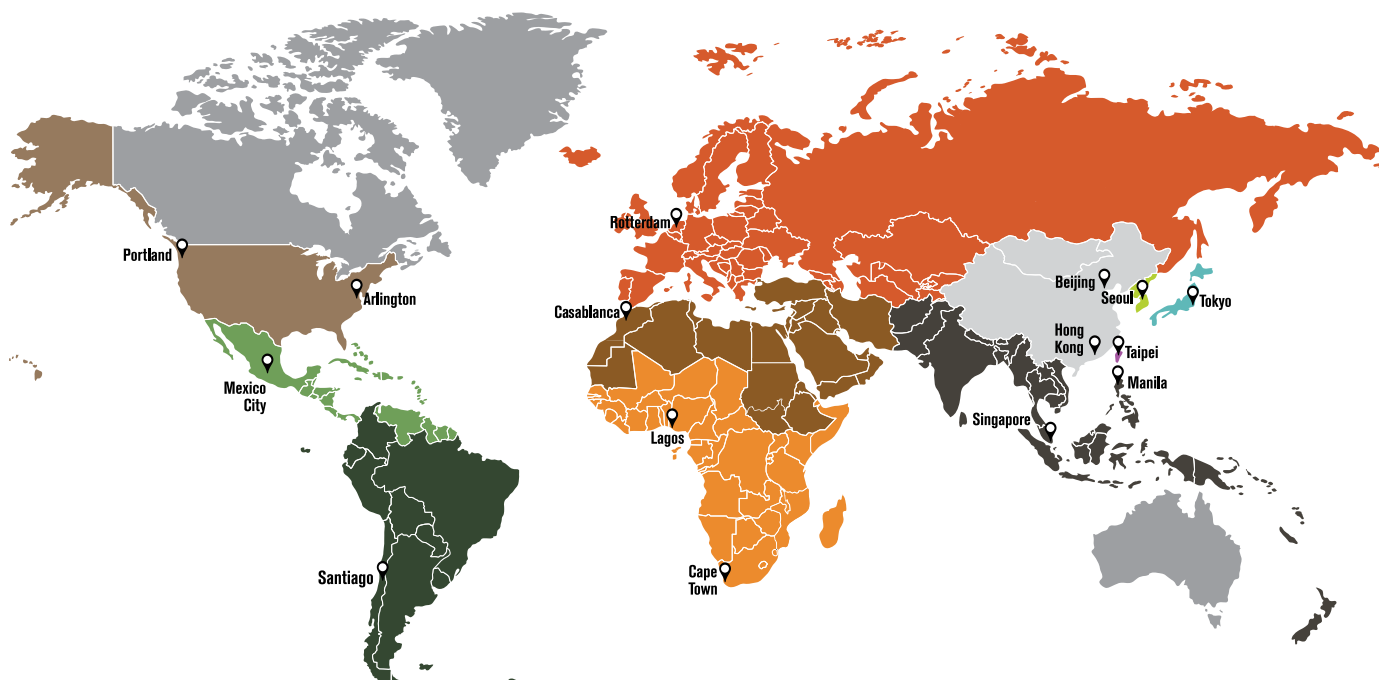 Rotterdam
Portland
Arlington
Casablanca
Beijing
Seoul
Tokyo
Hong
Kong
Taipei
Mexico
City
Manila
Singapore
Lagos
Santiago
Cape
Town